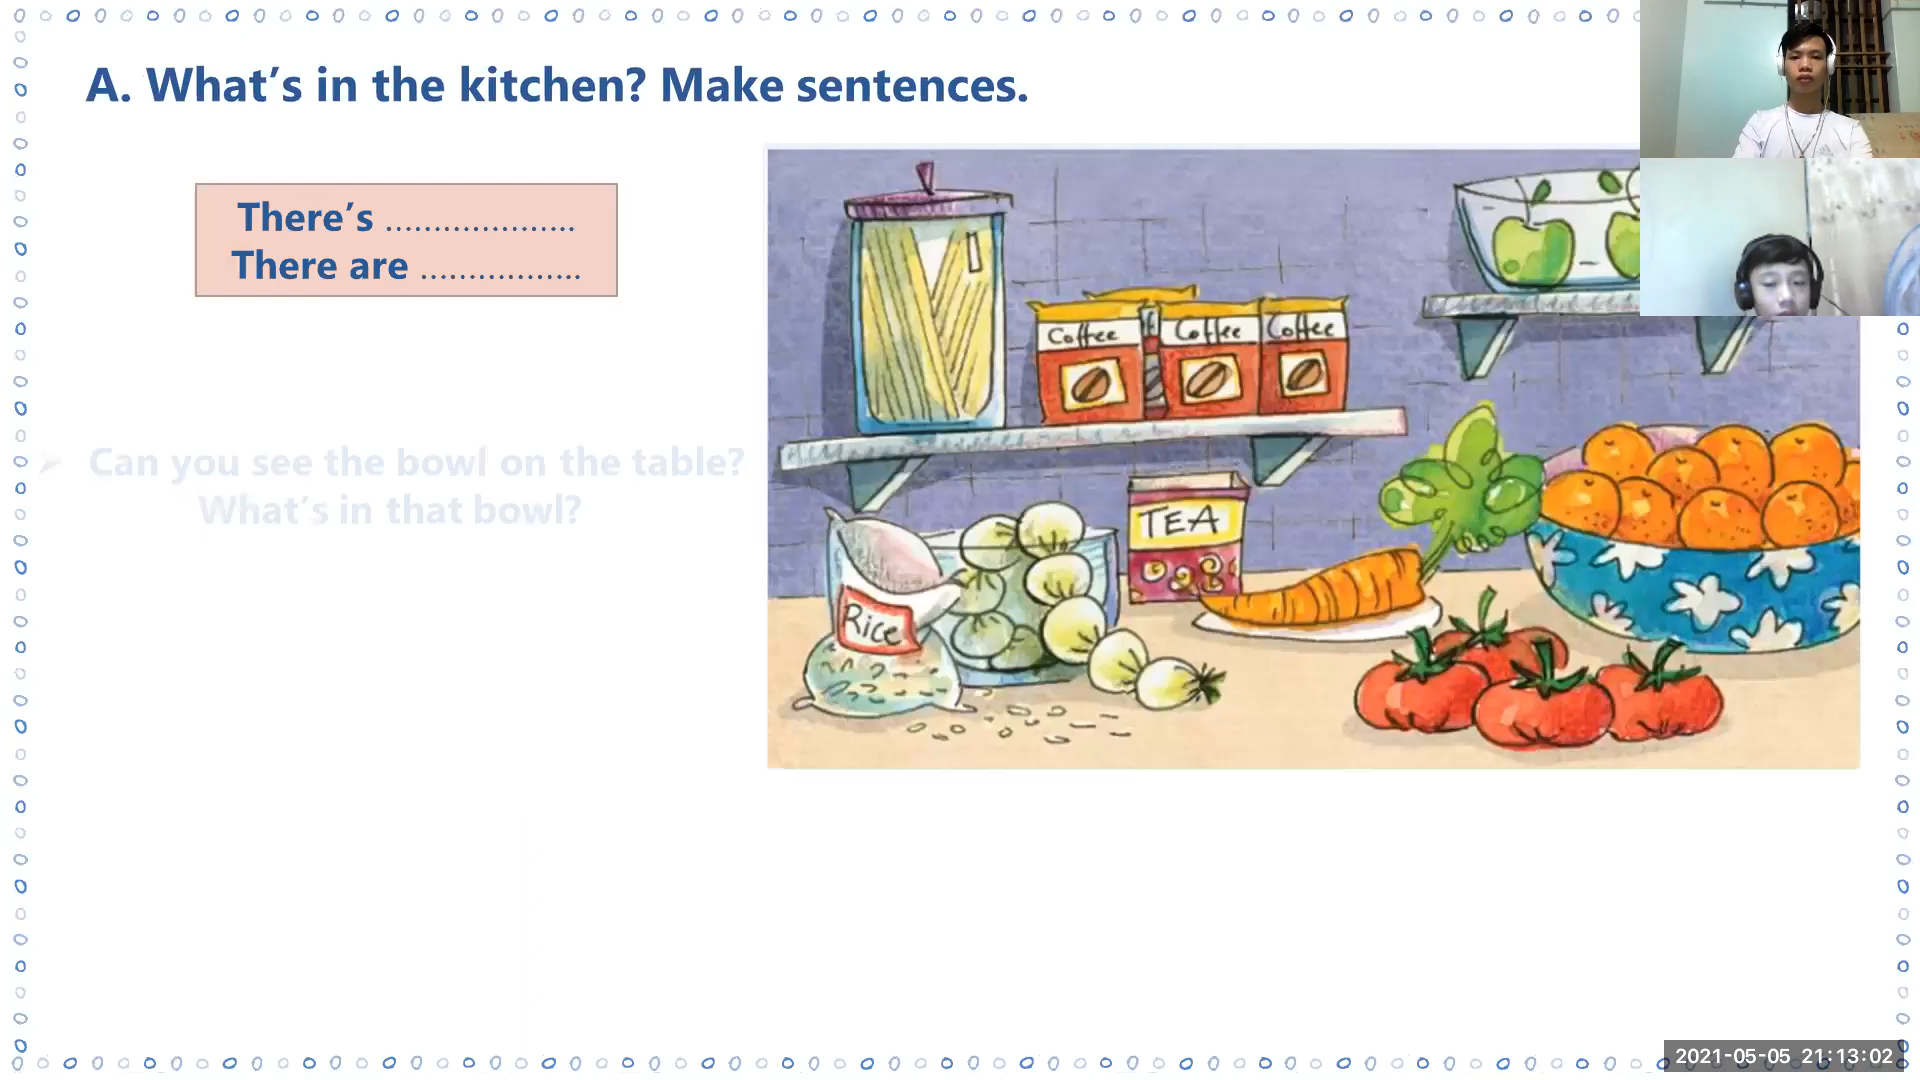 A. What's in the kitchen? Make sentences.
There's ....................
There are .................
Can you see the bowl on the table?
What's in that bowl?
Coffee
Coffee
Coffee
TEA
Rice
2021-05-05 21:13:02